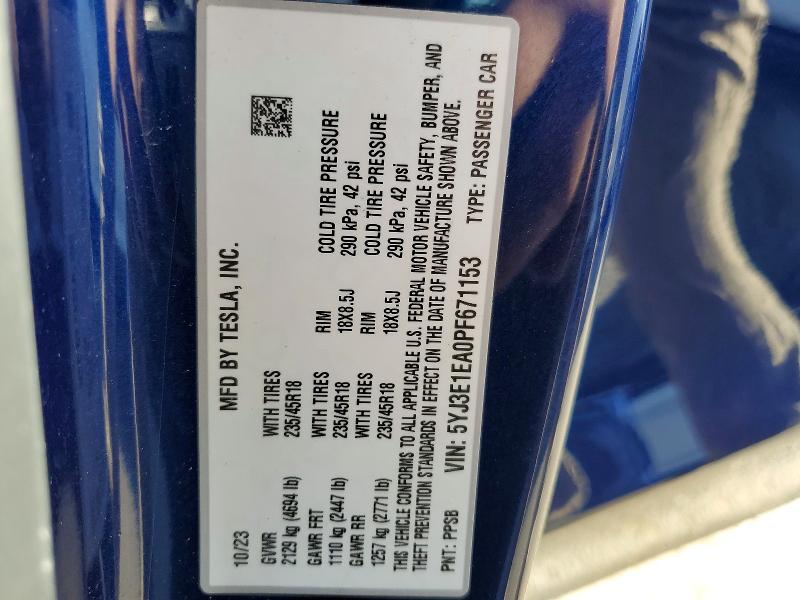 MFD BY TESLA, INC.
10/23
GVWR WITH TIRES
2129 kg (4694 lb) 235/45R18 RIM COLD TIRE PRESSURE
GAWR FRT WITH TIRES 18X8.5J 290 kPa, 42 psi
1110 kg (2447 lb) 235/45R18 RIM COLD TIRE PRESSURE
GAWR RR WITH TIRES 18X8.5J 290 kPa, 42 psi
1257 kg (2771 lb) 235/45R18
THIS VEHICLE CONFORMS TO ALL APPLICABLE U.S. FEDERAL MOTOR VEHICLE SAFETY, BUMPER, AND
THEFT PREVENTION STANDARDS IN EFFECT ON THE DATE OF MANUFACTURE SHOWN ABOVE.
PNT: PPSB VIN: 5YJ3E1EA0PF671153 TYPE: PASSENGER CAR